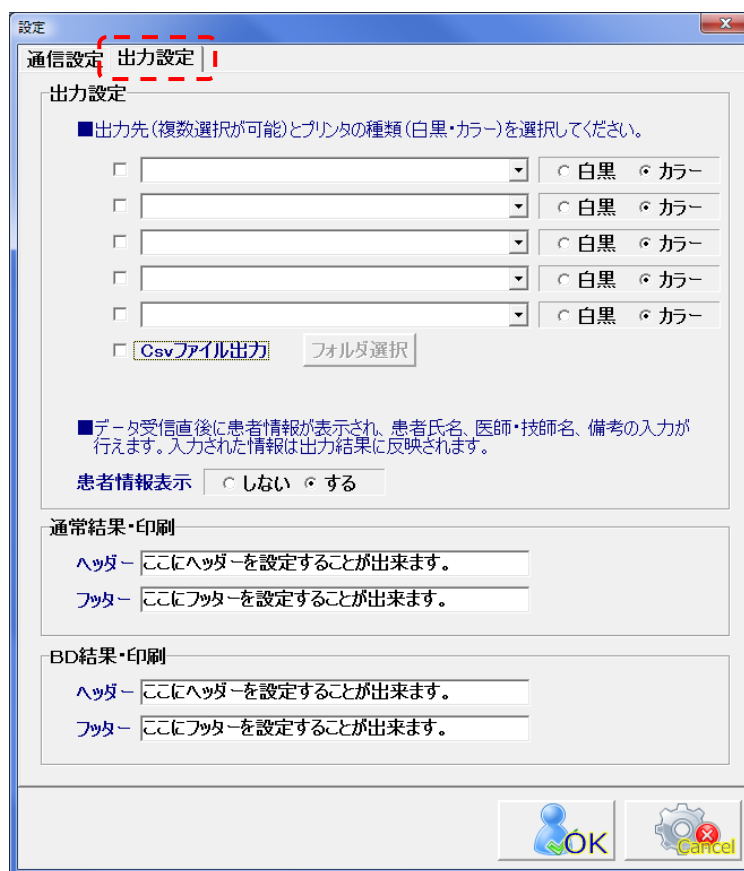 設定
通信設定 出力設定
出力設定
■出力先(複数選択が可能)とプリンタの種類(白黒・カラー)を選択してください。
白黒 カラー
白黒 カラー
白黒 カラー
白黒 カラー
白黒 カラー
Csvファイル出力 フォルダ選択
■データ受信直後に患者情報が表示され、患者氏名、医師・技師名、備考の入力が
行えます。入力された情報は出力結果に反映されます。
患者情報表示 しない する
通常結果・印刷
ヘッダー ここにヘッダーを設定することが出来ます。
フッター ここにフッターを設定することが出来ます。
BD結果・印刷
ヘッダー ここにヘッダーを設定することが出来ます。
フッター ここにフッターを設定することが出来ます。
OK Cancel